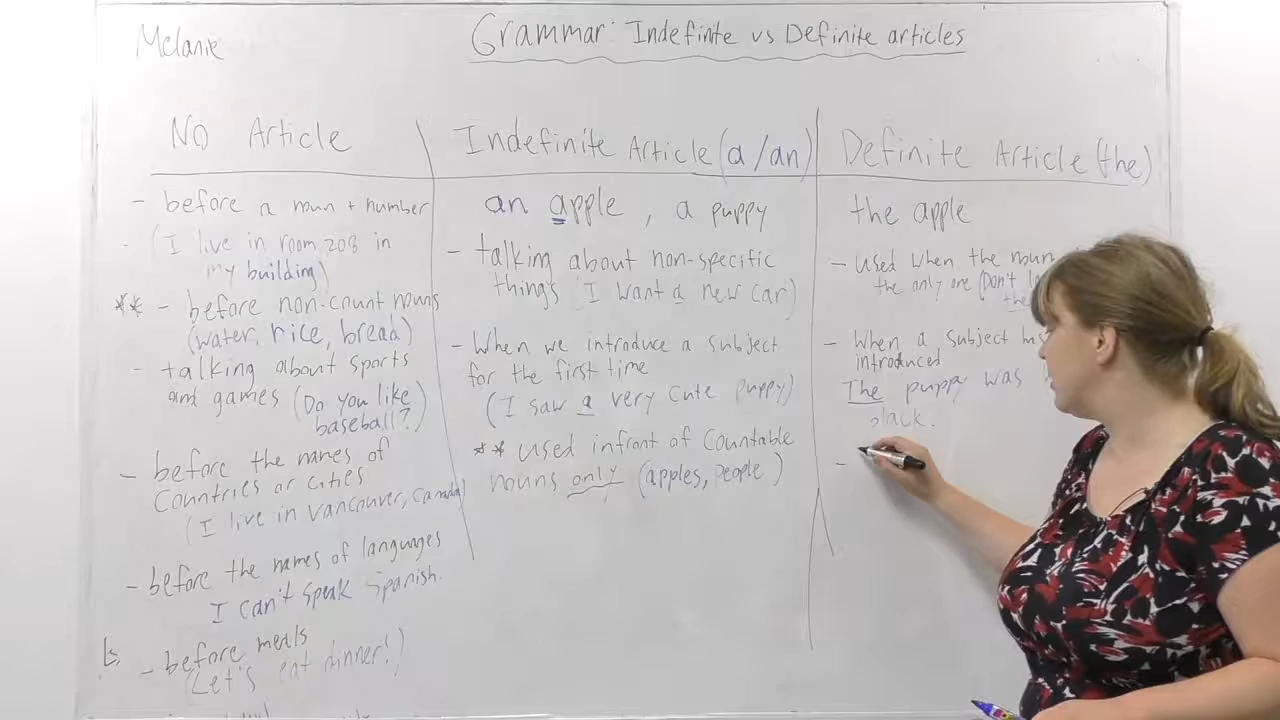 Melanie
Grammar: Indefinite vs Definite articles
No Article
- before a noun + number
- (I live in room 203 in
my building)
** - before non-count nouns
(water, rice, bread)
- talking about sports
and games (Do you like
baseball?)
- before the names of
Countries or cities
(I live in Vancouver, Canada)
- before the names of languages
I can't speak Spanish.
- before meals
(Let's eat dinner!)
Indefinite Article (a/an)
an apple, a puppy
- talking about non-specific
things (I want a new car)
- When we introduce a subject
for the first time
(I saw a very cute puppy)
** used infront of Countable
nouns only (apples, people)
Definite Article (the)
the apple
- used when the noun
the only one (Don't
the
- When a subject
introduced
The puppy was
black.
-